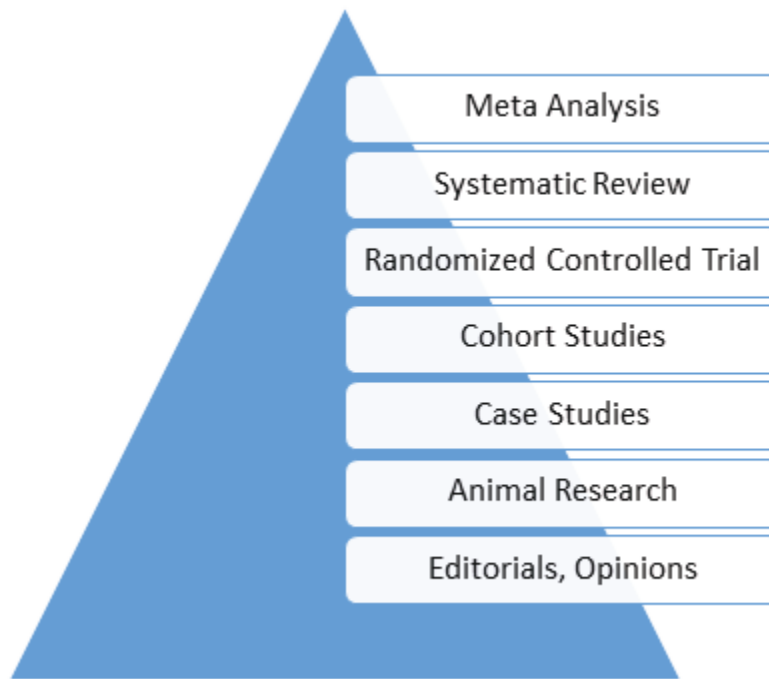 Meta Analysis
Systematic Review
Randomized Controlled Trial
Cohort Studies
Case Studies
Animal Research
Editorials, Opinions